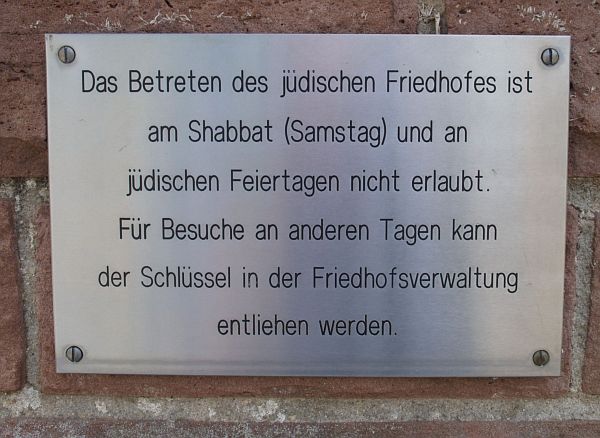 Das Betreten des jüdischen Friedhofes ist
am Shabbat (Samstag) und an
jüdischen Feiertagen nicht erlaubt.
Für Besuche an anderen Tagen kann
der Schlüssel in der Friedhofsverwaltung
entliehen werden.